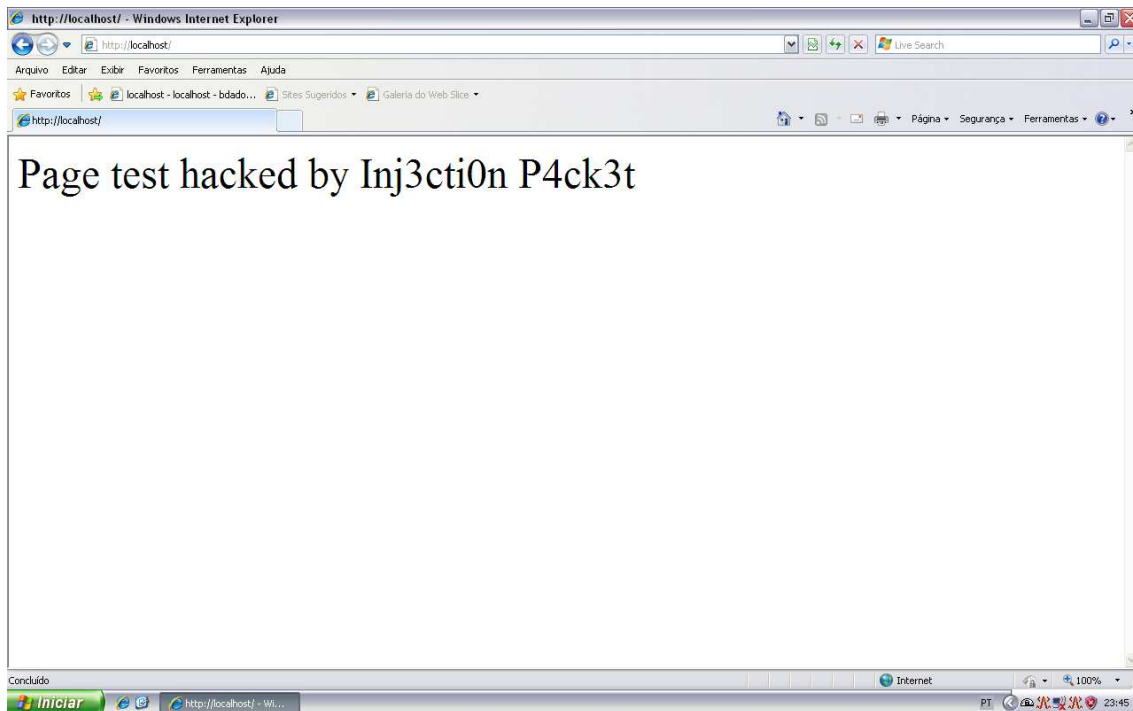 http://localhost/ - Windows Internet Explorer
http://localhost/ Live Search
Arquivo Editar Exibir Favoritos Ferramentas Ajuda
Favoritos localhost - localhost - bdado... Sites Sugeridos Galeria do Web Slice
http://localhost/ Página Segurança Ferramentas
Page test hacked by Inj3cti0n P4ck3t
Concluído Internet 100%
Iniciar http://localhost/ - Wi... PT 23:45